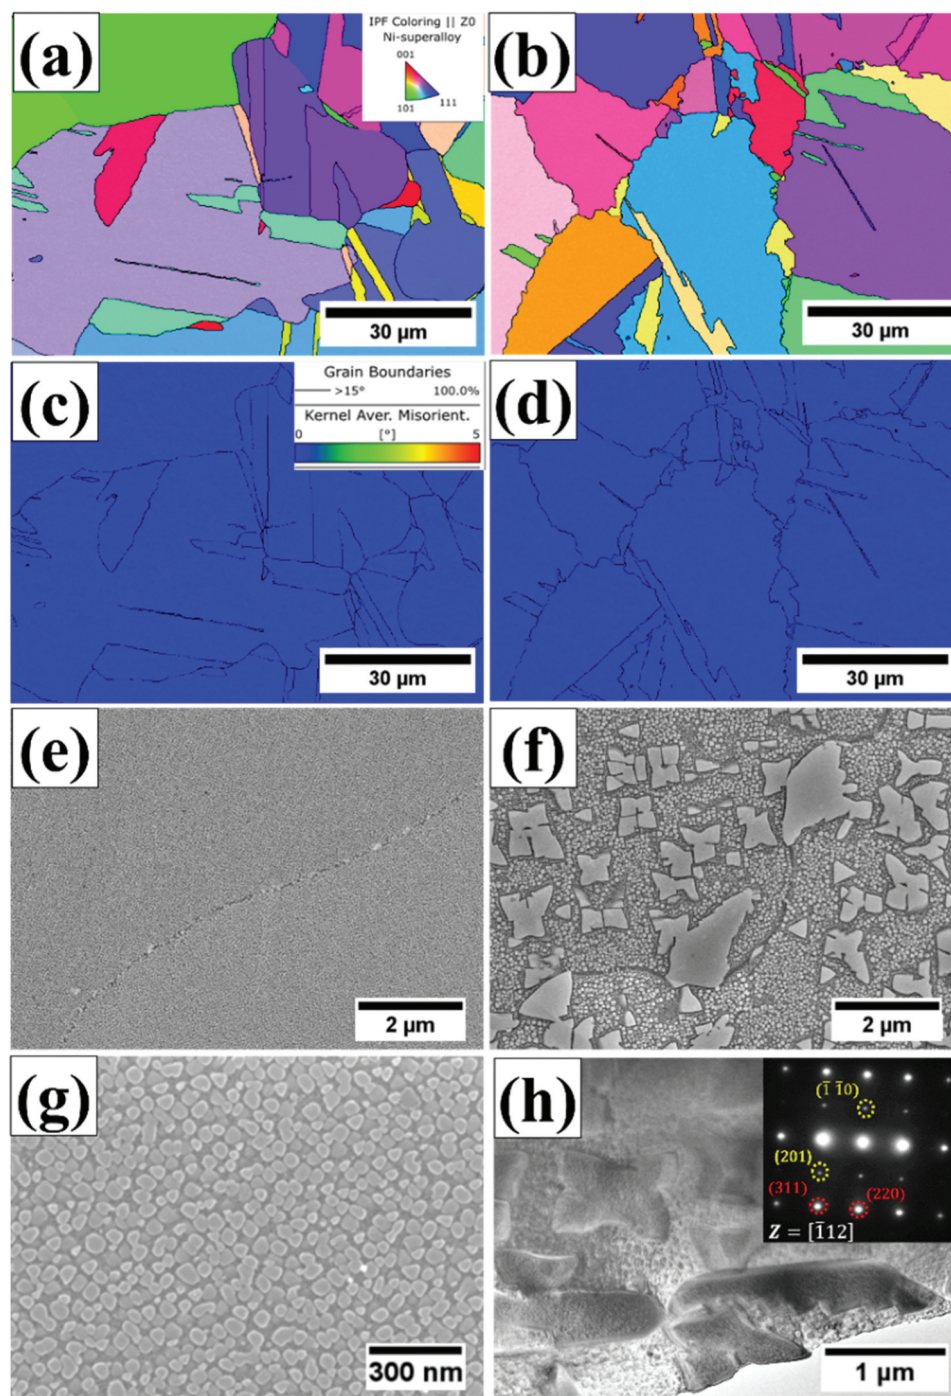 (a)
IPF Coloring || Z0
Ni-superalloy
001
101
111
30 µm
(b)
30 µm
(c)
Grain Boundaries
>15° 100.0%
Kernel Aver. Misorient.
0 [°] 5
30 µm
(d)
30 µm
(e)
2 µm
(f)
2 µm
(g)
300 nm
(h)
(1̅ 1̅0)
(201)
(311)
(220)
Z = [1̅12]
1 µm